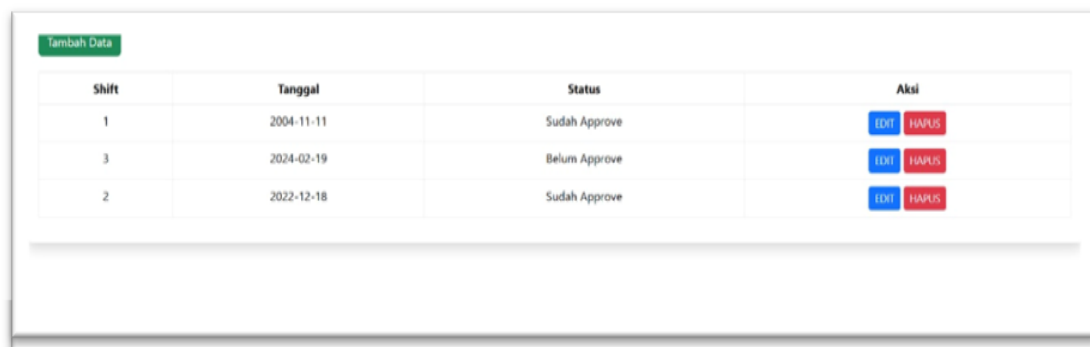 Tambah Data
Shift Tanggal Status Aksi
1 2004-11-11 Sudah Approve EDIT HAPUS
3 2024-02-19 Belum Approve EDIT HAPUS
2 2022-12-18 Sudah Approve EDIT HAPUS